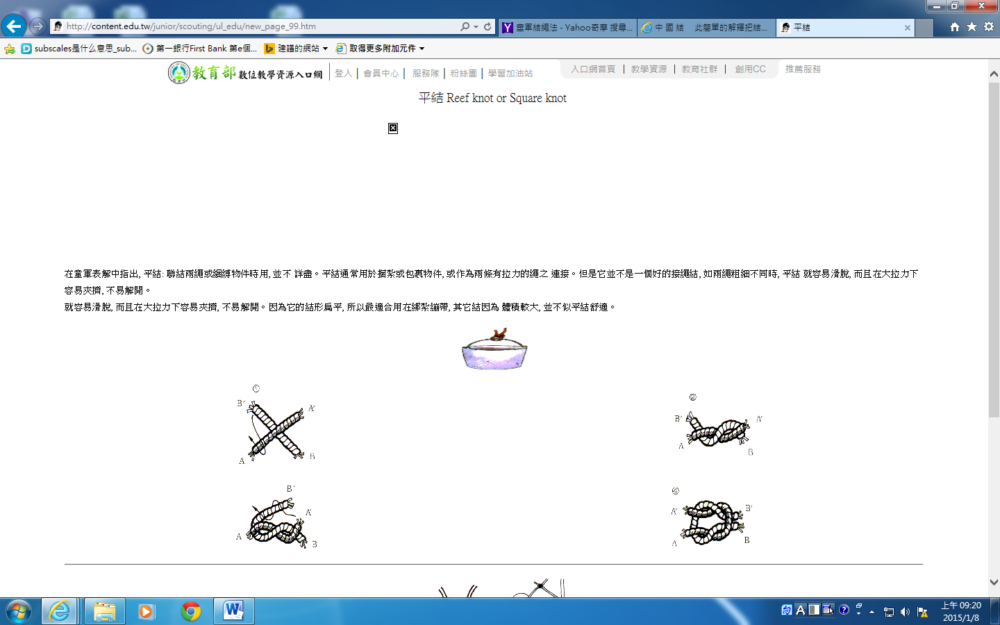 http://content.edu.tw/junior/scouting/ul_edu/new_page_99.htm
童軍結繩法 - Yahoo奇摩 搜尋...
中 國 結 此簡單的解釋把結...
平結
subscales是什么意思_sub...
第一銀行First Bank 第e個...
建議的網站
取得更多附加元件
教育部 數位教學資源入口網
登入 | 會員中心 | 服務隊 | 粉絲團 | 學習加油站
入口網首頁 | 教學資源 | 教育社群 | 創用CC 推薦服務
平結 Reef knot or Square knot
在童軍表解中指出, 平結: 聯結兩繩或綑縛物件時用, 並不 詳盡。平結通常用於捆紮或包裹物件, 或作為兩條有拉力的繩之 連接。但是它並不是一個好的接繩結, 如兩繩粗細不同時, 平結 就容易滑脫, 而且在大拉力下
容易夾擠, 不易解開。
就容易滑脫, 而且在大拉力下容易夾擠, 不易解開。因為它的結形扁平, 所以最適合用在綁紮繃帶, 其它結因為 體積較大, 並不似平結舒適。
①
B′ A′
A B
②
B′ A′
A B
B′
A′
A B
④
A′ B′
A B
上午 09:20
2015/1/8